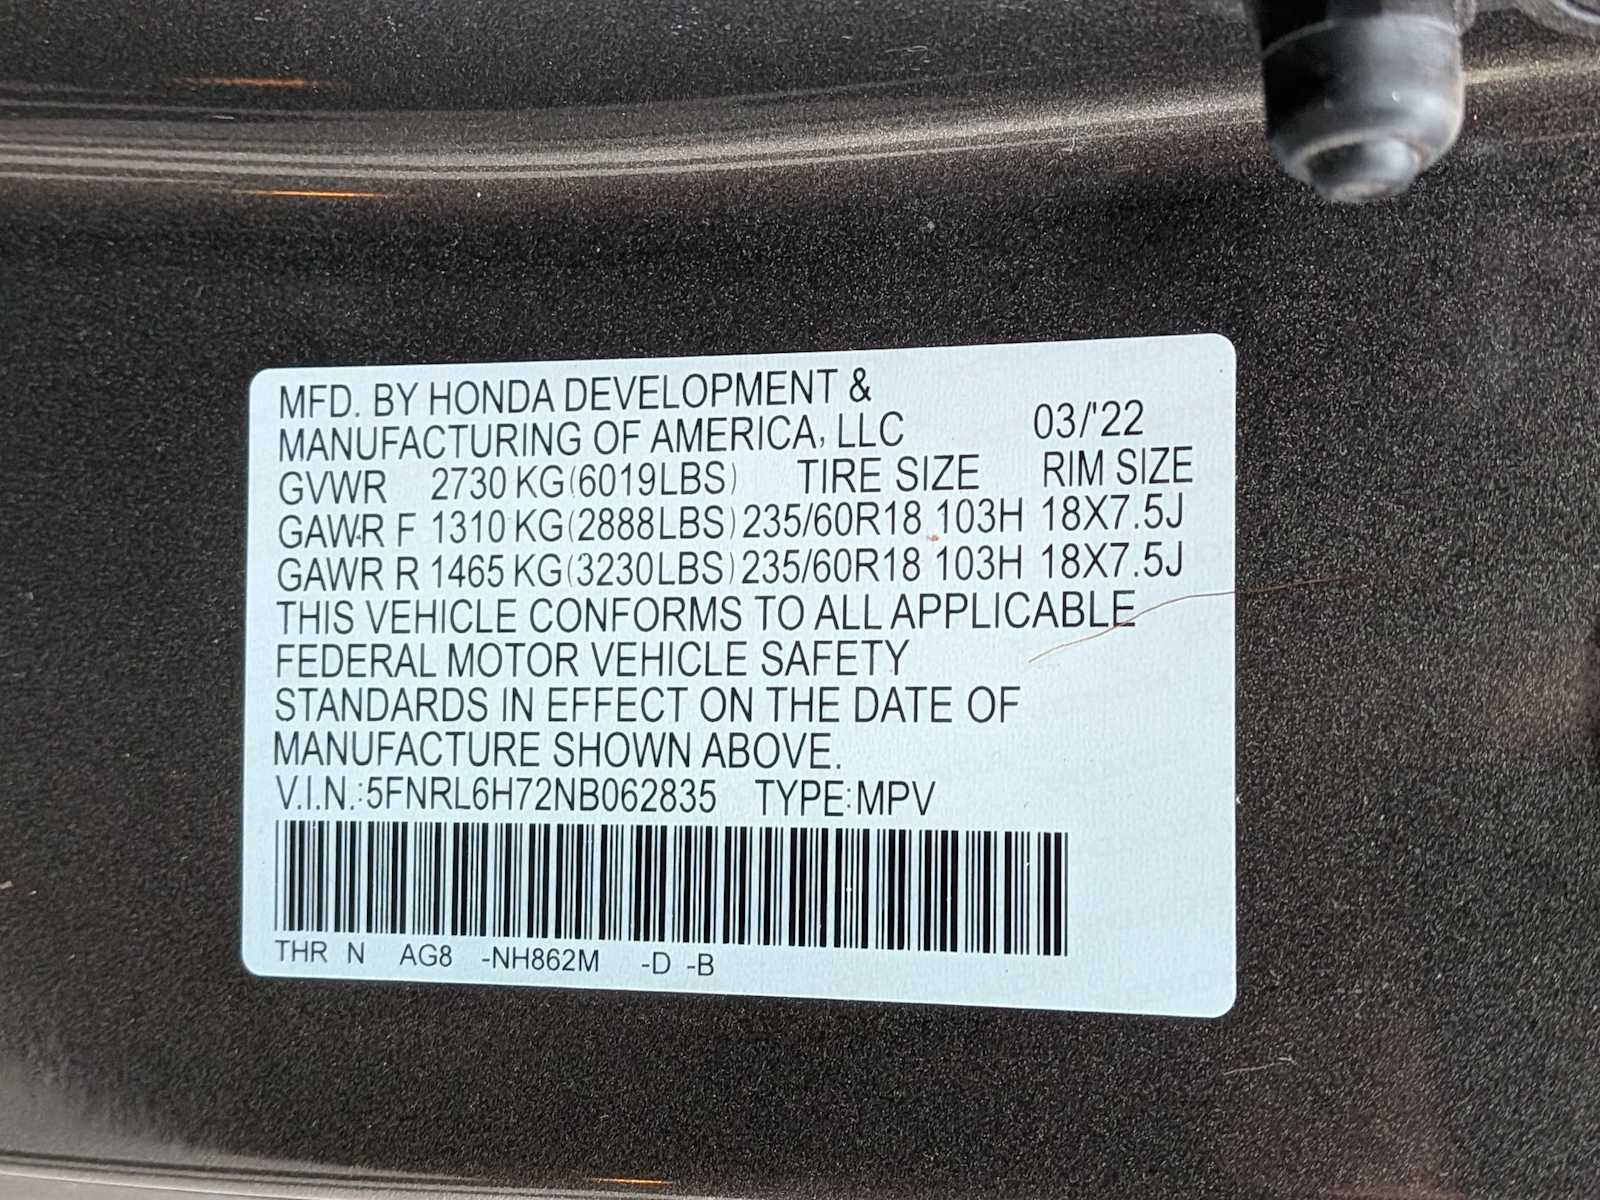 MFD. BY HONDA DEVELOPMENT &
MANUFACTURING OF AMERICA, LLC 03/'22
GVWR 2730 KG(6019LBS) TIRE SIZE RIM SIZE
GAWR F 1310 KG(2888LBS) 235/60R18 103H 18X7.5J
GAWR R 1465 KG(3230LBS) 235/60R18 103H 18X7.5J
THIS VEHICLE CONFORMS TO ALL APPLICABLE
FEDERAL MOTOR VEHICLE SAFETY
STANDARDS IN EFFECT ON THE DATE OF
MANUFACTURE SHOWN ABOVE.
V.I.N.:5FNRL6H72NB062835 TYPE:MPV
THR N AG8 -NH862M -D -B